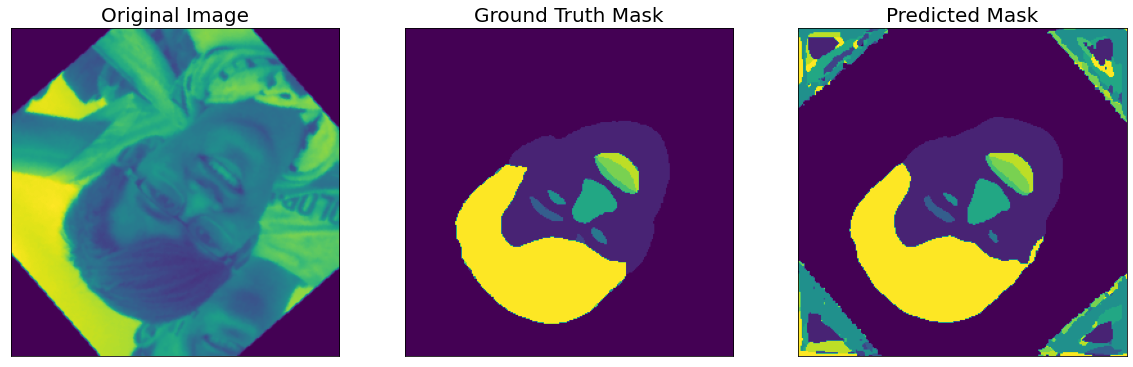 Original Image
Ground Truth Mask
Predicted Mask